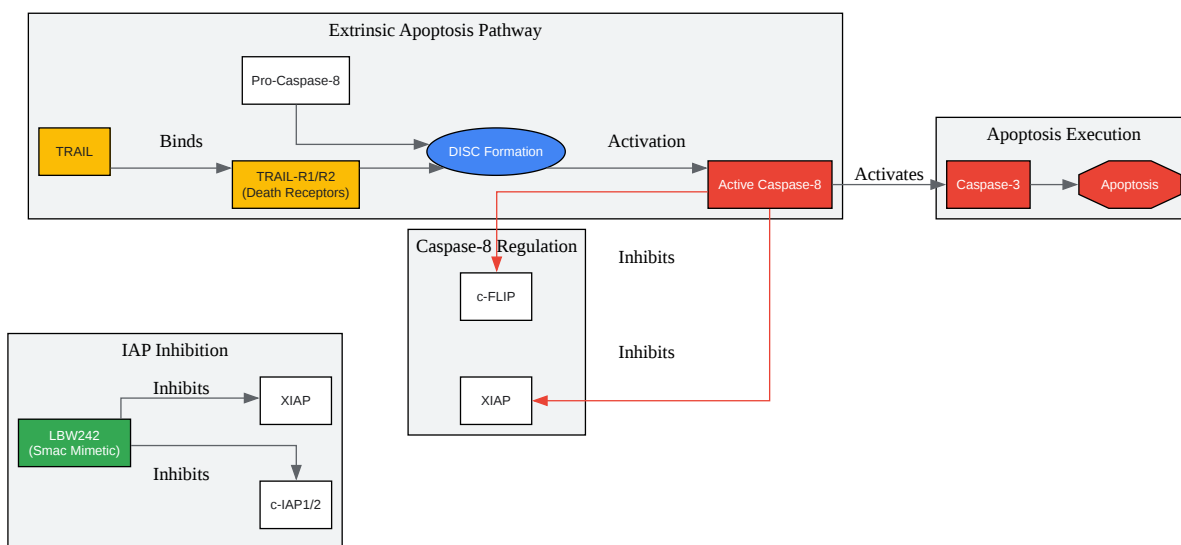 Extrinsic Apoptosis Pathway
Pro-Caspase-8
TRAIL
Binds
TRAIL-R1/R2
(Death Receptors)
DISC Formation
Activation
Active Caspase-8
Activates
Apoptosis Execution
Caspase-3
Apoptosis
Caspase-8 Regulation
Inhibits
c-FLIP
Inhibits
XIAP
IAP Inhibition
Inhibits
XIAP
LBW242
(Smac Mimetic)
Inhibits
c-IAP1/2